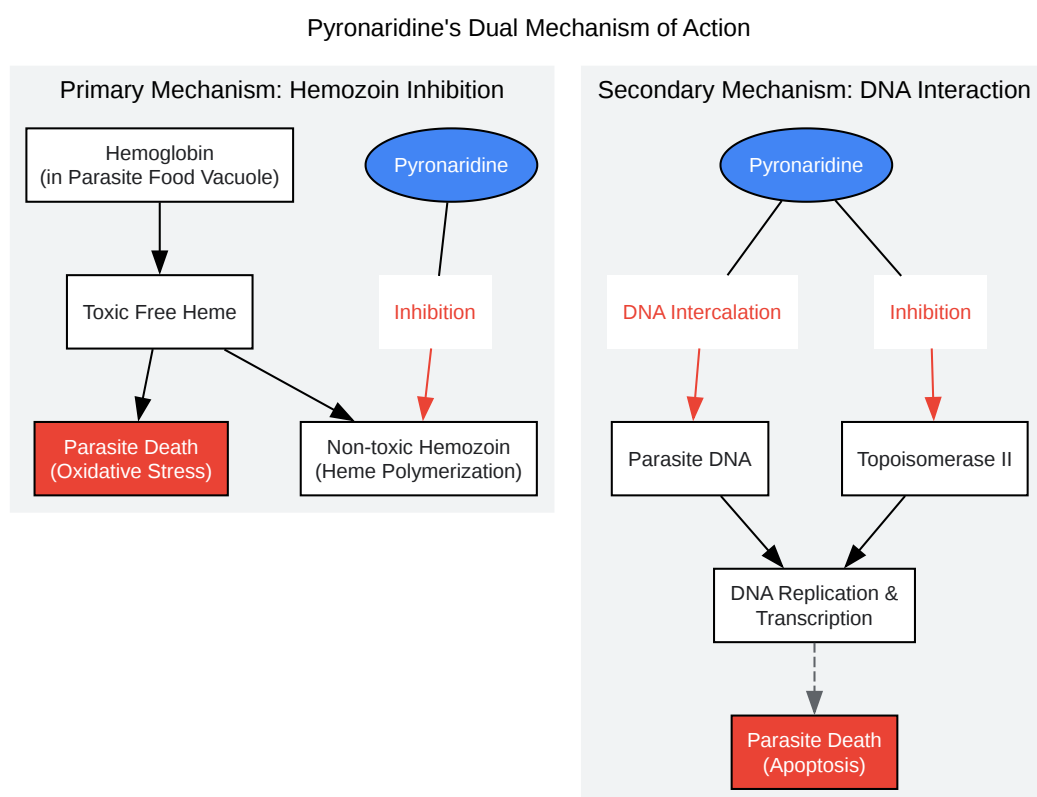 Pyronaridine's Dual Mechanism of Action
Primary Mechanism: Hemozoin Inhibition
Hemoglobin
(in Parasite Food Vacuole)
Pyronaridine
Toxic Free Heme
Inhibition
Parasite Death
(Oxidative Stress)
Non-toxic Hemozoin
(Heme Polymerization)
Secondary Mechanism: DNA Interaction
Pyronaridine
DNA Intercalation
Inhibition
Parasite DNA
Topoisomerase II
DNA Replication &
Transcription
Parasite Death
(Apoptosis)